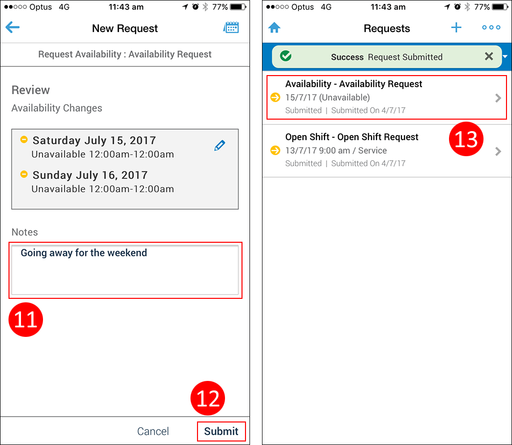 Optus 4G 11:43 am 77%
New Request
Request Availability : Availability Request
Review
Availability Changes
Saturday July 15, 2017
Unavailable 12:00am-12:00am
Sunday July 16, 2017
Unavailable 12:00am-12:00am
Notes
Going away for the weekend
11
12
Cancel Submit
Optus 4G 11:43 am 77%
Requests
Success Request Submitted
Availability - Availability Request
15/7/17 (Unavailable)
Submitted | Submitted On 4/7/17
13
Open Shift - Open Shift Request
13/7/17 9:00 am / Service
Submitted | Submitted On 4/7/17